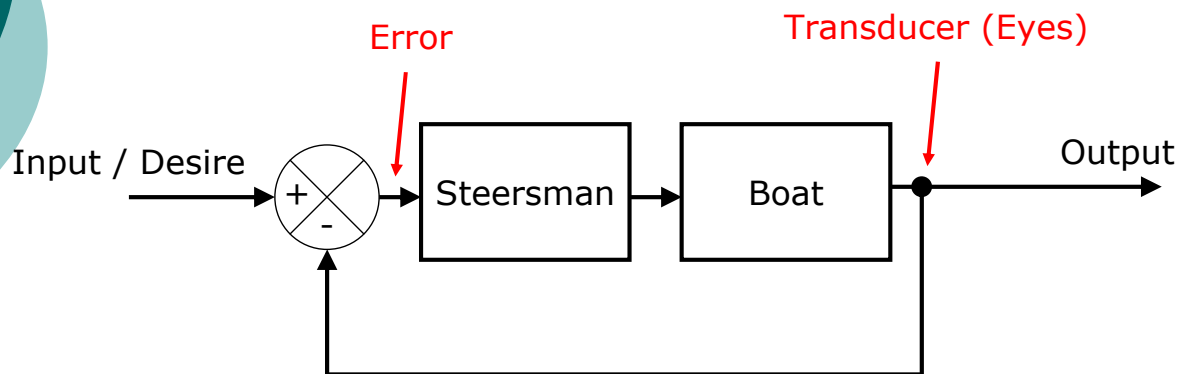 Error
Transducer (Eyes)
Input / Desire
+
-
Steersman
Boat
Output